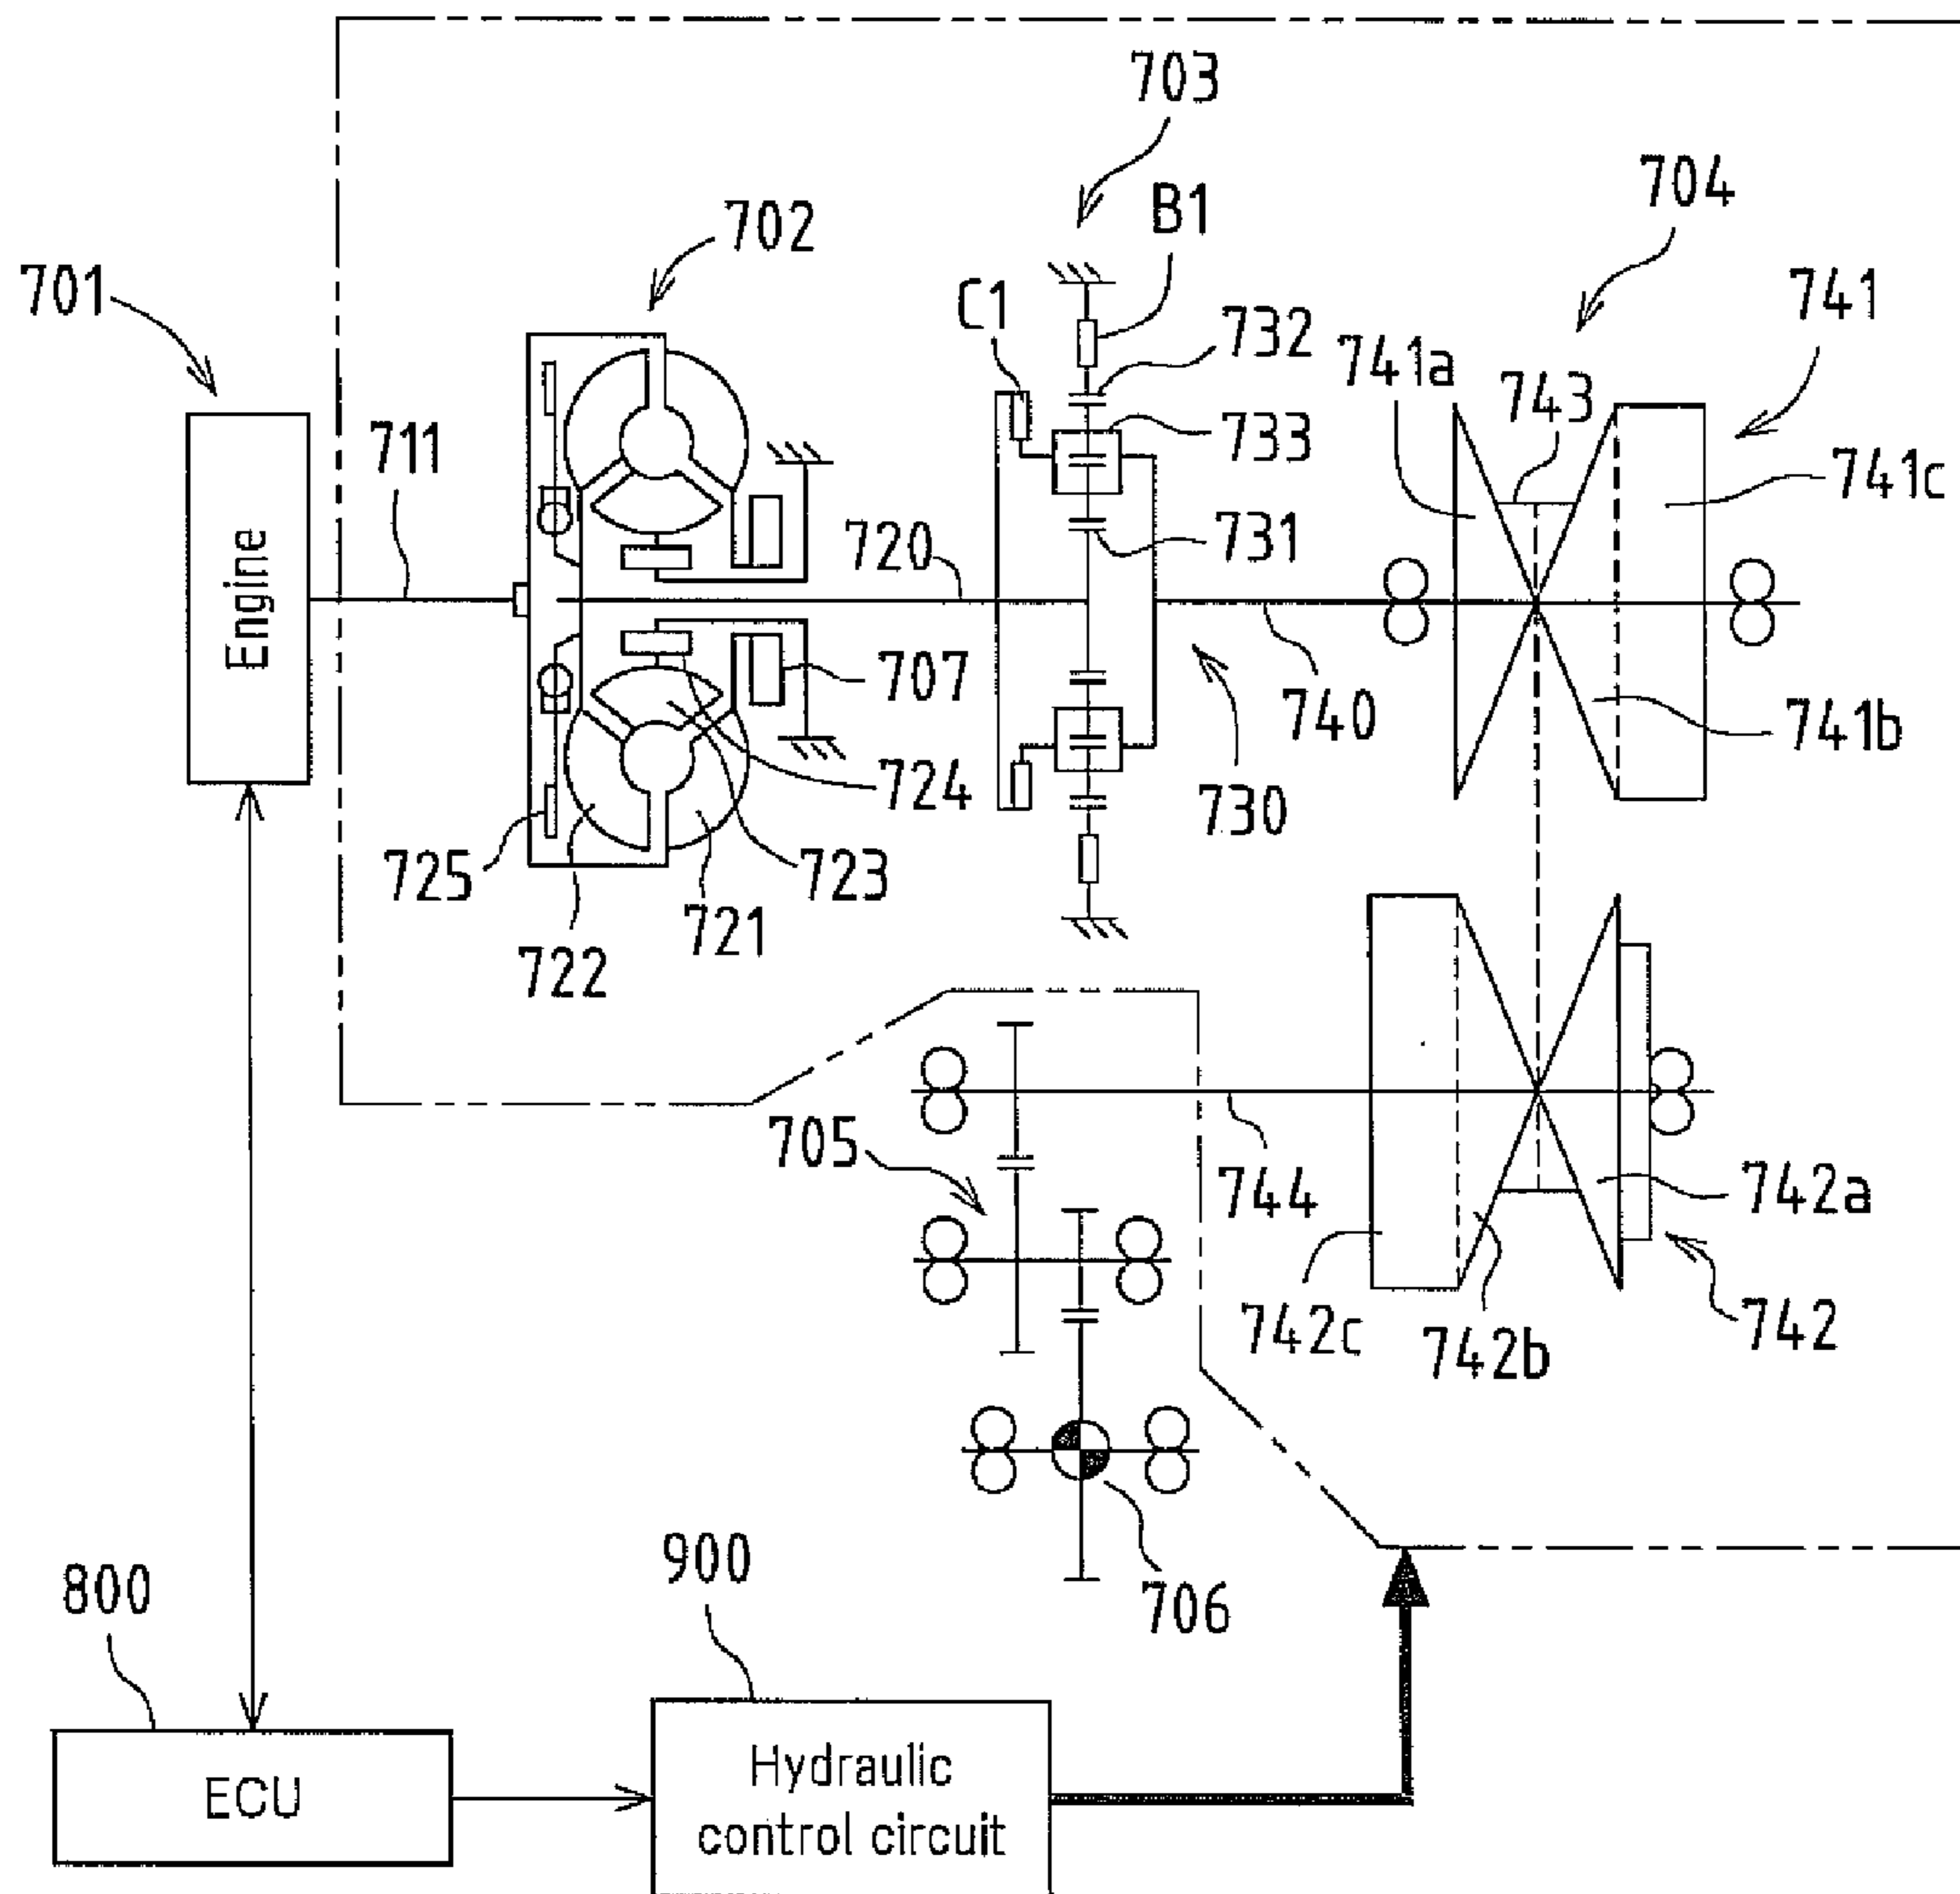 703
704
B1
702
701
C1
741
732
741a
743
733
711
741c
Engine
720
731
707
740
741b
724
730
725
723
721
722
705
744
742a
742c
742b
742
706
900
800
ECU
Hydraulic
control circuit